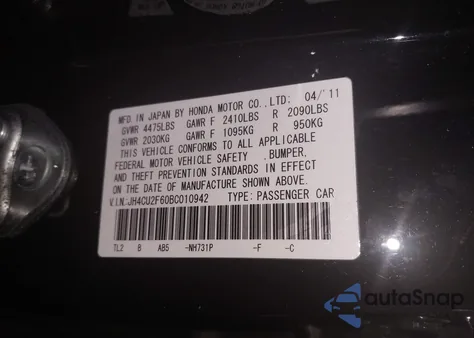 MFD. IN JAPAN BY HONDA MOTOR CO., LTD: 04/'11
GVWR 4475LBS GAWR F 2410LBS R 2090LBS
GVWR 2030KG GAWR F 1095KG R 950KG
THIS VEHICLE CONFORMS TO ALL APPLICABLE
FEDERAL MOTOR VEHICLE SAFETY , BUMPER,
AND THEFT PREVENTION STANDARDS IN EFFECT
ON THE DATE OF MANUFACTURE SHOWN ABOVE.
V.I.N.:JH4CU2F60BC010942 TYPE: PASSENGER CAR
TL2 B AB5 -NH731P -F -C
autoSnap